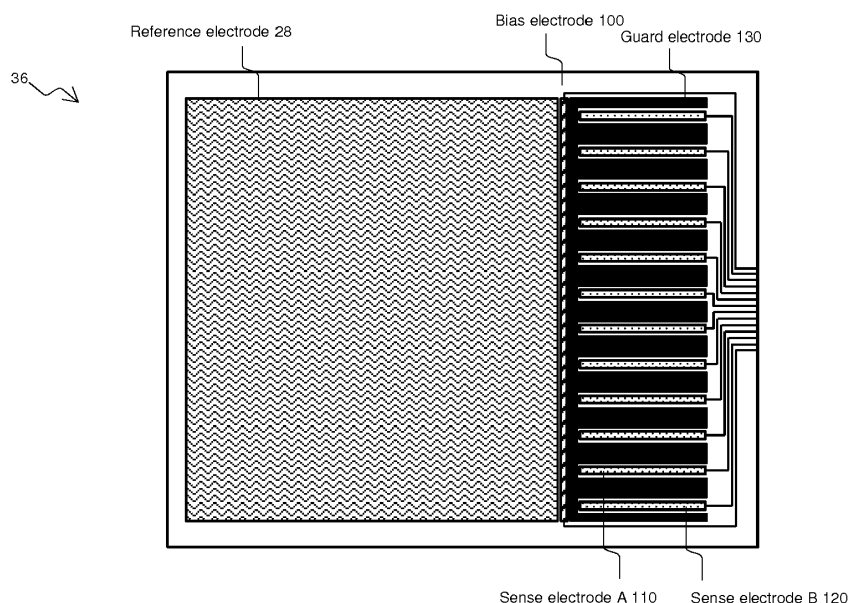 Bias electrode 100
Reference electrode 28
Guard electrode 130
36
Sense electrode A 110
Sense electrode B 120